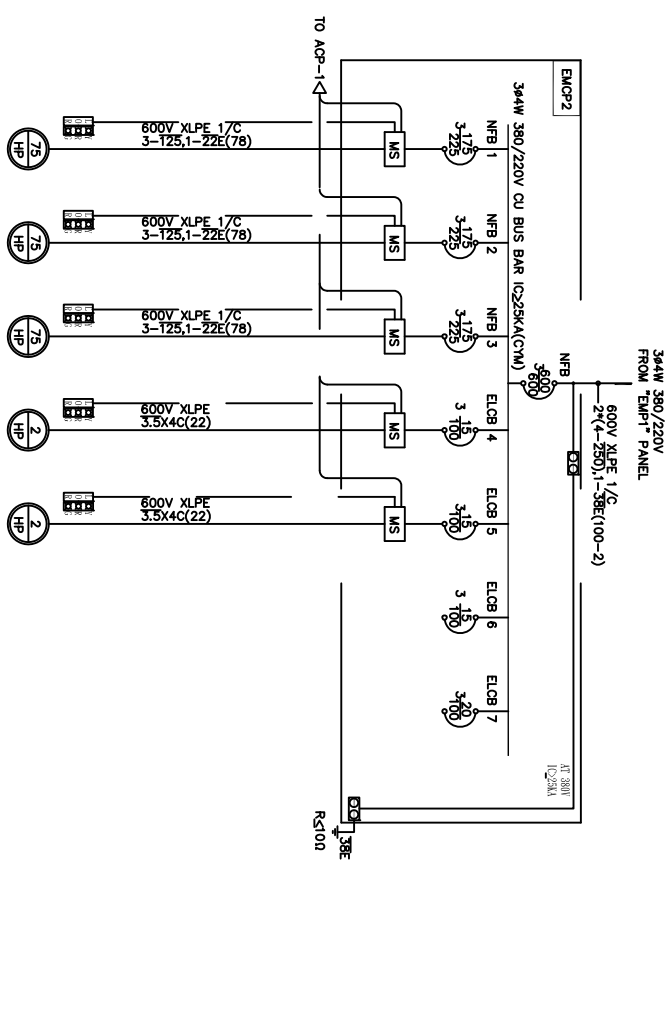 EMCP2
3ø4W 380/220V
FROM "EMP1" PANEL
600V XLPE 1/C
2*(4-250),1-38E(100-2)
NFB
3 600
600
3ø4W 380/220V CU BUS BAR IC≥25KA(CYM)
AT 380V
IC≥25KA
NFB 1
3 175
225
NFB 2
3 175
225
NFB 3
3 175
225
ELCB 4
3 15
100
ELCB 5
3 15
100
ELCB 6
3 15
100
ELCB 7
3 20
100
MS
MS
MS
MS
MS
38E
R≤10Ω
TO ACP-1
600V XLPE 1/C
3-125,1-22E(78)
600V XLPE 1/C
3-125,1-22E(78)
600V XLPE 1/C
3-125,1-22E(78)
600V XLPE
3.5X4C(22)
600V XLPE
3.5X4C(22)
75
HP
75
HP
75
HP
2
HP
2
HP